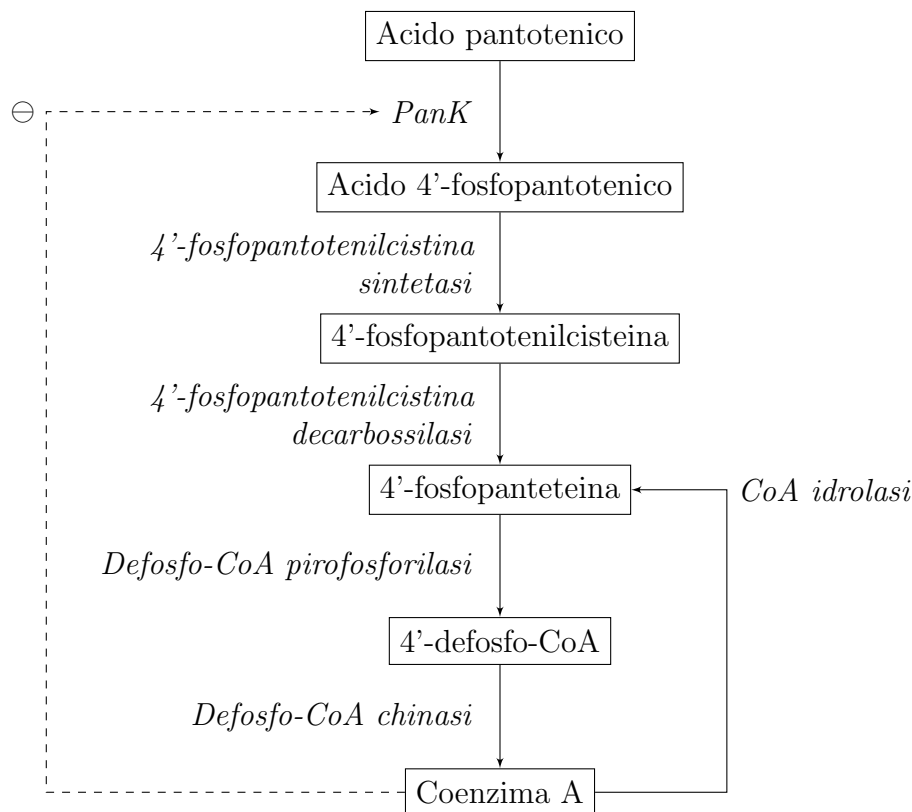 Acido pantotenico
⊖
PanK
Acido 4'-fosfopantotenico
4'-fosfopantotenilcistina
sintetasi
4'-fosfopantotenilcisteina
4'-fosfopantotenilcistina
decarbossilasi
4'-fosfopanteteina
CoA idrolasi
Defosfo-CoA pirofosforilasi
4'-defosfo-CoA
Defosfo-CoA chinasi
Coenzima A